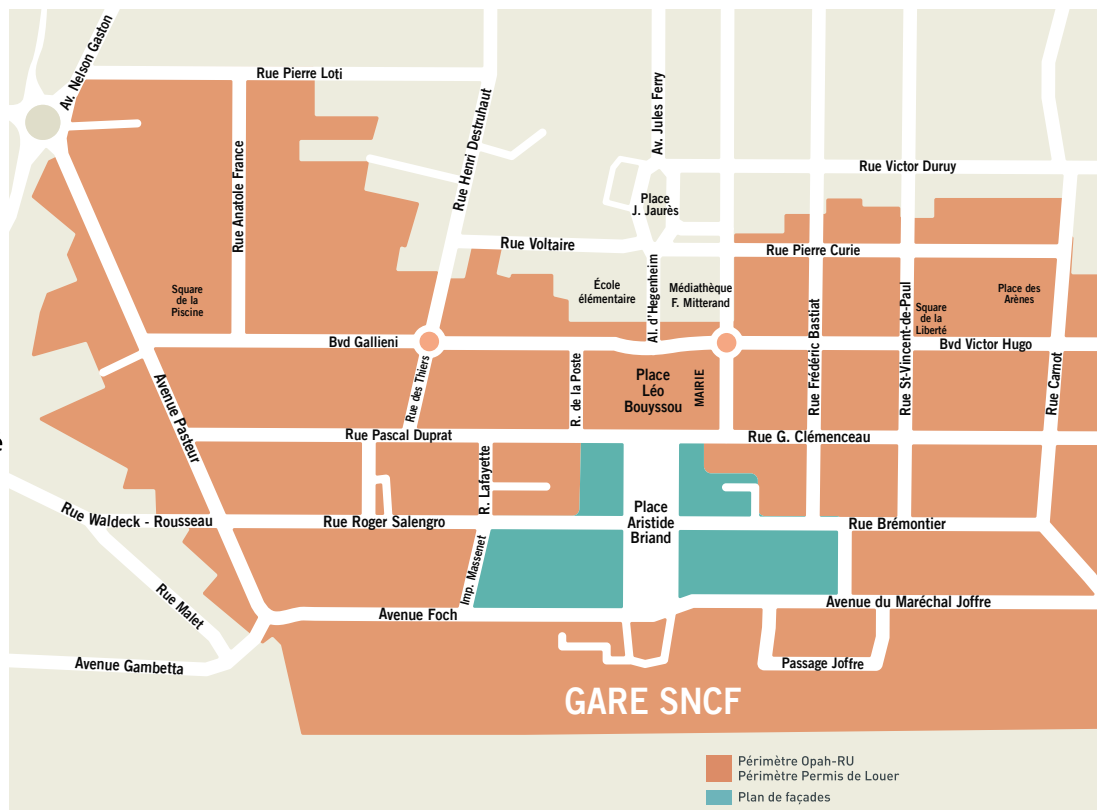 Av. Nelson Gaston
Rue Pierre Loti
Rue Henri Destruhaut
Av. Jules Ferry
Rue Anatole France
Rue Victor Duruy
Place
J. Jaurès
Rue Voltaire
Rue Pierre Curie
École
élémentaire
Al. d'Hegenheim
Médiathèque
F. Mitterand
Square
de la
Piscine
Rue Frédéric Bastiat
Rue St-Vincent-de-Paul
Square
de la
Liberté
Place des
Arènes
Bvd Gallieni
Bvd Victor Hugo
Rue Carnot
Avenue Pasteur
Rue des Thiers
R. de la Poste
Place
Léo
Bouyssou
MAIRIE
Rue Pascal Duprat
Rue G. Clémenceau
e
R. Lafayette
Place
Aristide
Briand
Rue Waldeck - Rousseau
Rue Roger Salengro
Rue Brémontier
Imp. Massenet
Rue Malet
Avenue Foch
Avenue du Maréchal Joffre
Avenue Gambetta
Passage Joffre
GARE SNCF
Périmètre Opah-RU
Périmètre Permis de Louer
Plan de façades